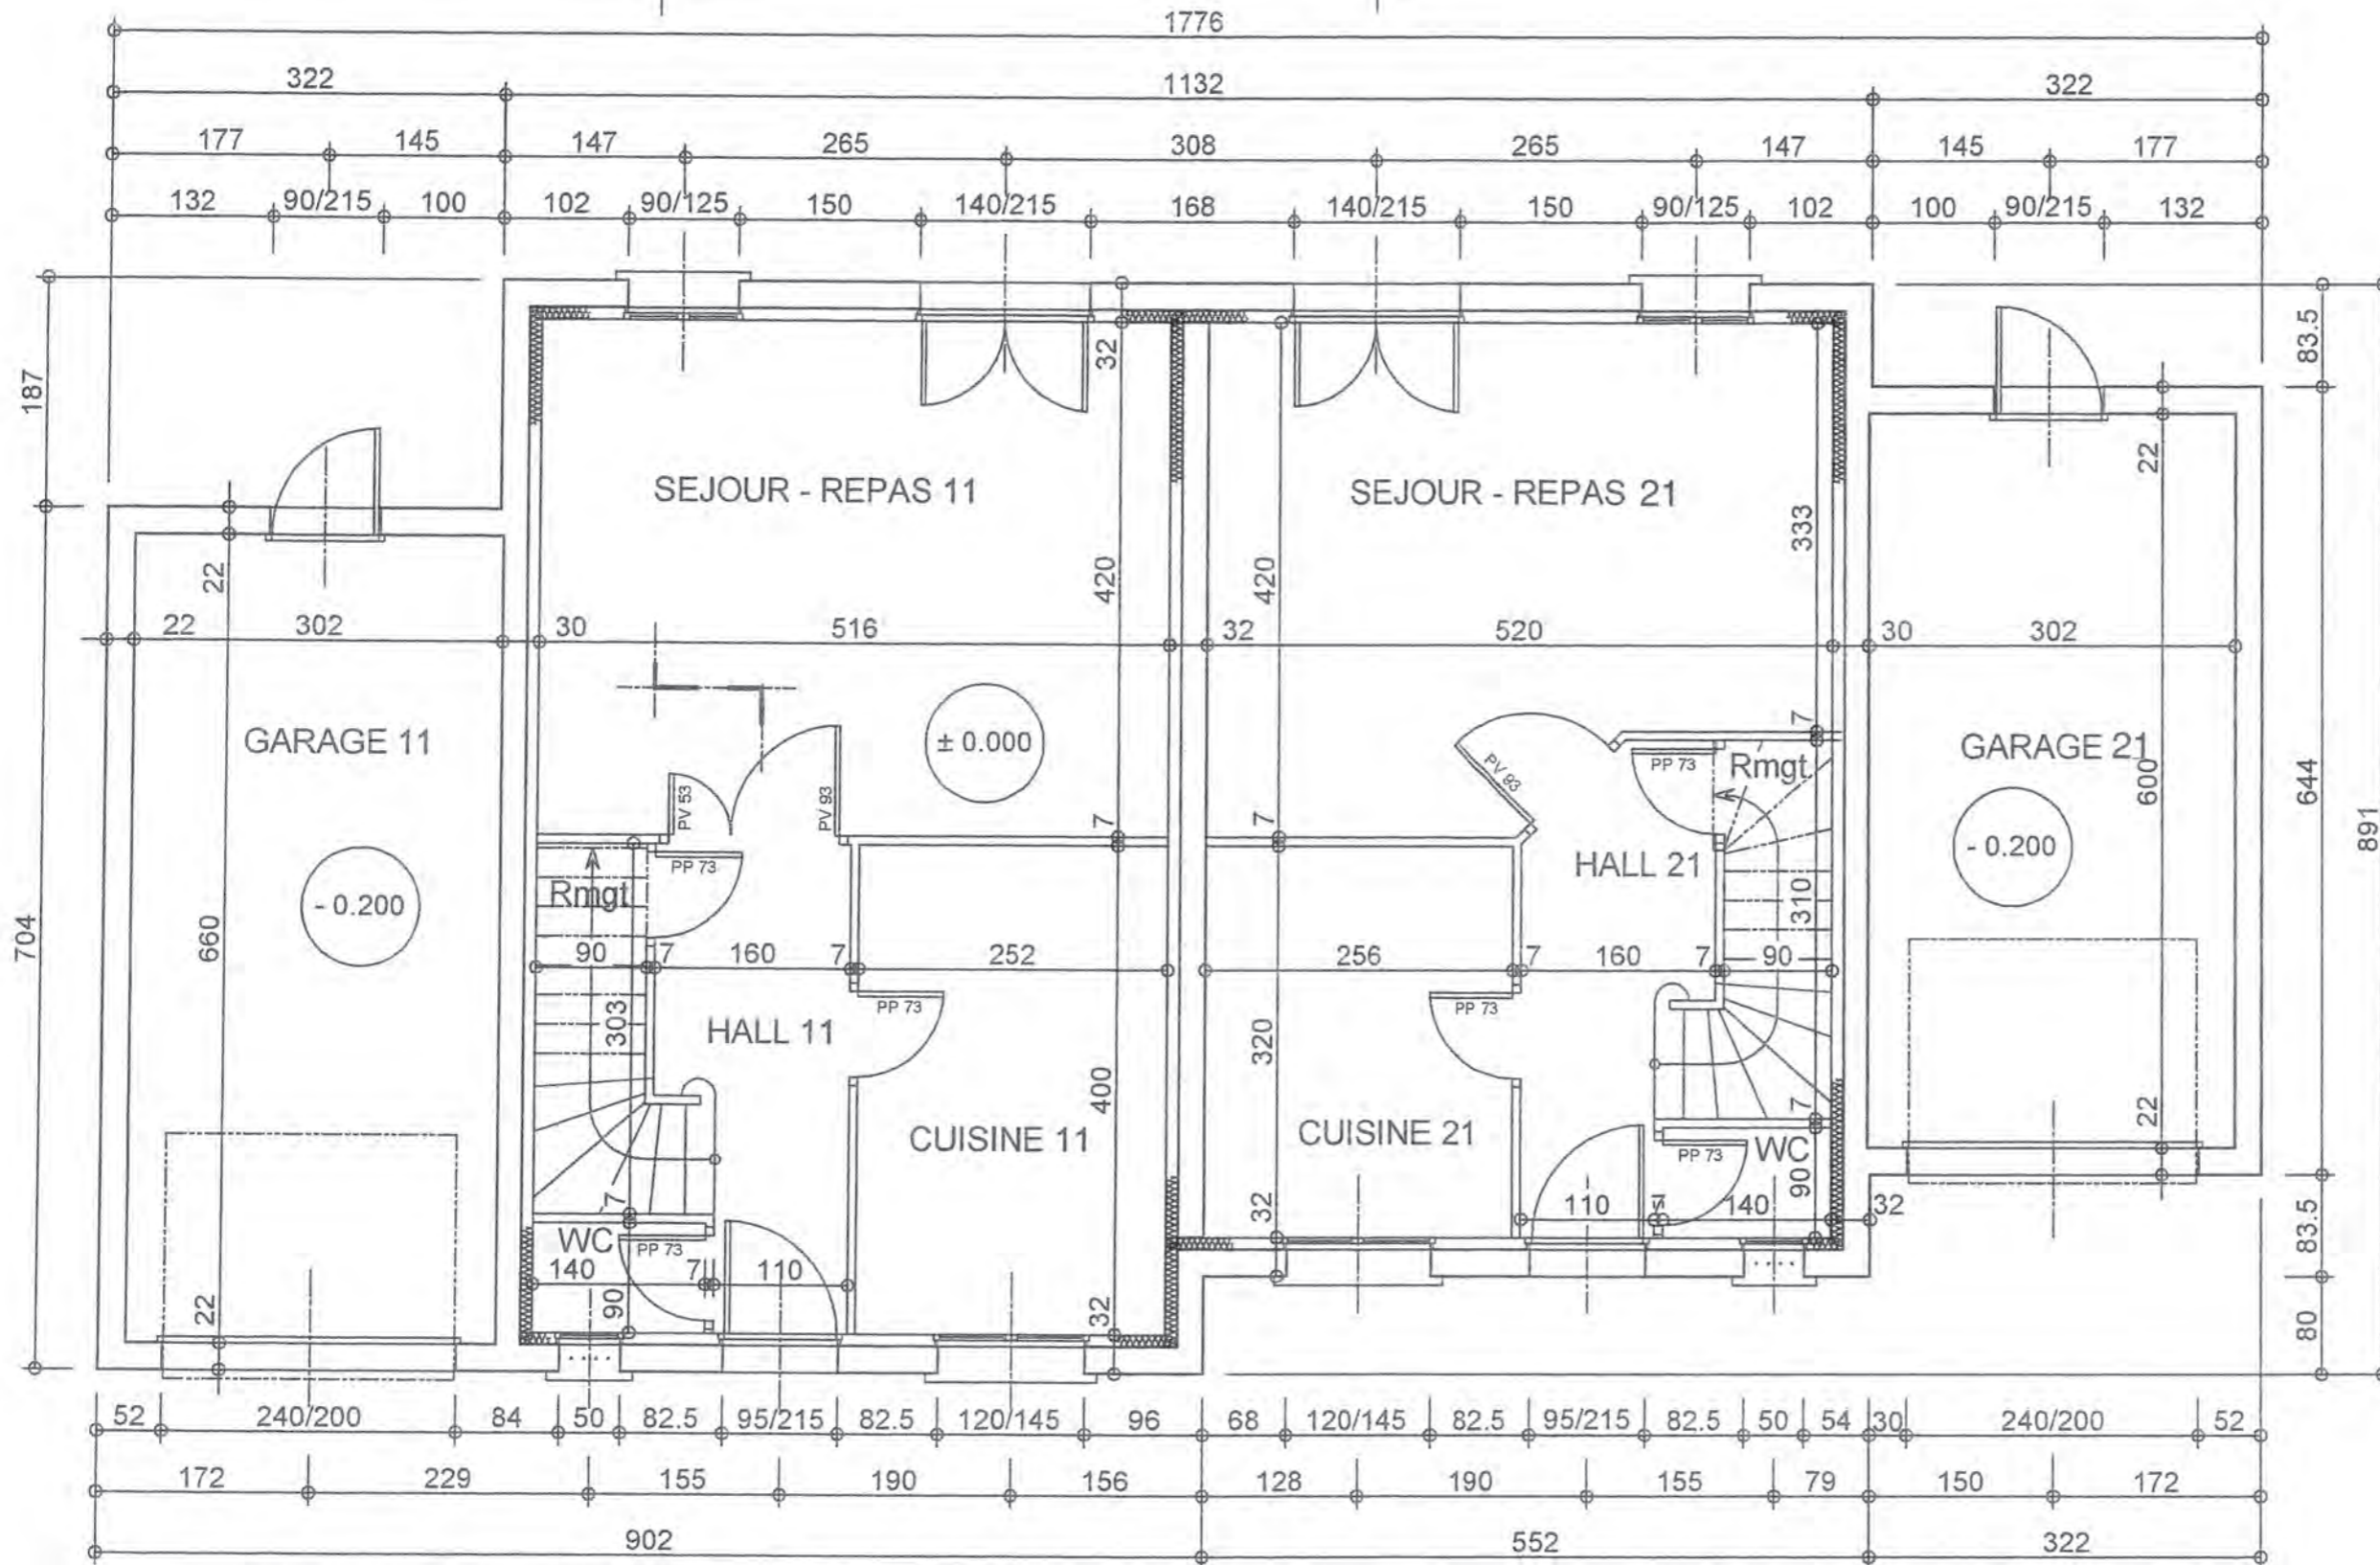 1776
322 1132 322
177 145 147 265 308 265 147 145 177
132 90/215 100 102 90/125 150 140/215 168 140/215 150 90/125 102 100 90/215 132
83.5
32
187
22
SEJOUR - REPAS 11 SEJOUR - REPAS 21
333
22 420 420
22 302 30 516 32 520 30 302
7
GARAGE 11 ± 0.000 GARAGE 21
PV 93 PP 73 Rmgt
600 644
PV 53 PV 93
7 7
891
PP 73
HALL 21 - 0.200
Rmgt
- 0.200
310
704 660
90 7 160 7 252 256 7 160 7 90
PP 73 PP 73
303 HALL 11
320
400
7 22
CUISINE 11 CUISINE 21
PP 73 WC
90
7
32 110 7 140 32
WC PP 73
83.5
140 7 110
22 90 32
80
52 240/200 84 50 82.5 95/215 82.5 120/145 96 68 120/145 82.5 95/215 82.5 50 54 30 240/200 52
172 229 155 190 156 128 190 155 79 150 172
902 552 322